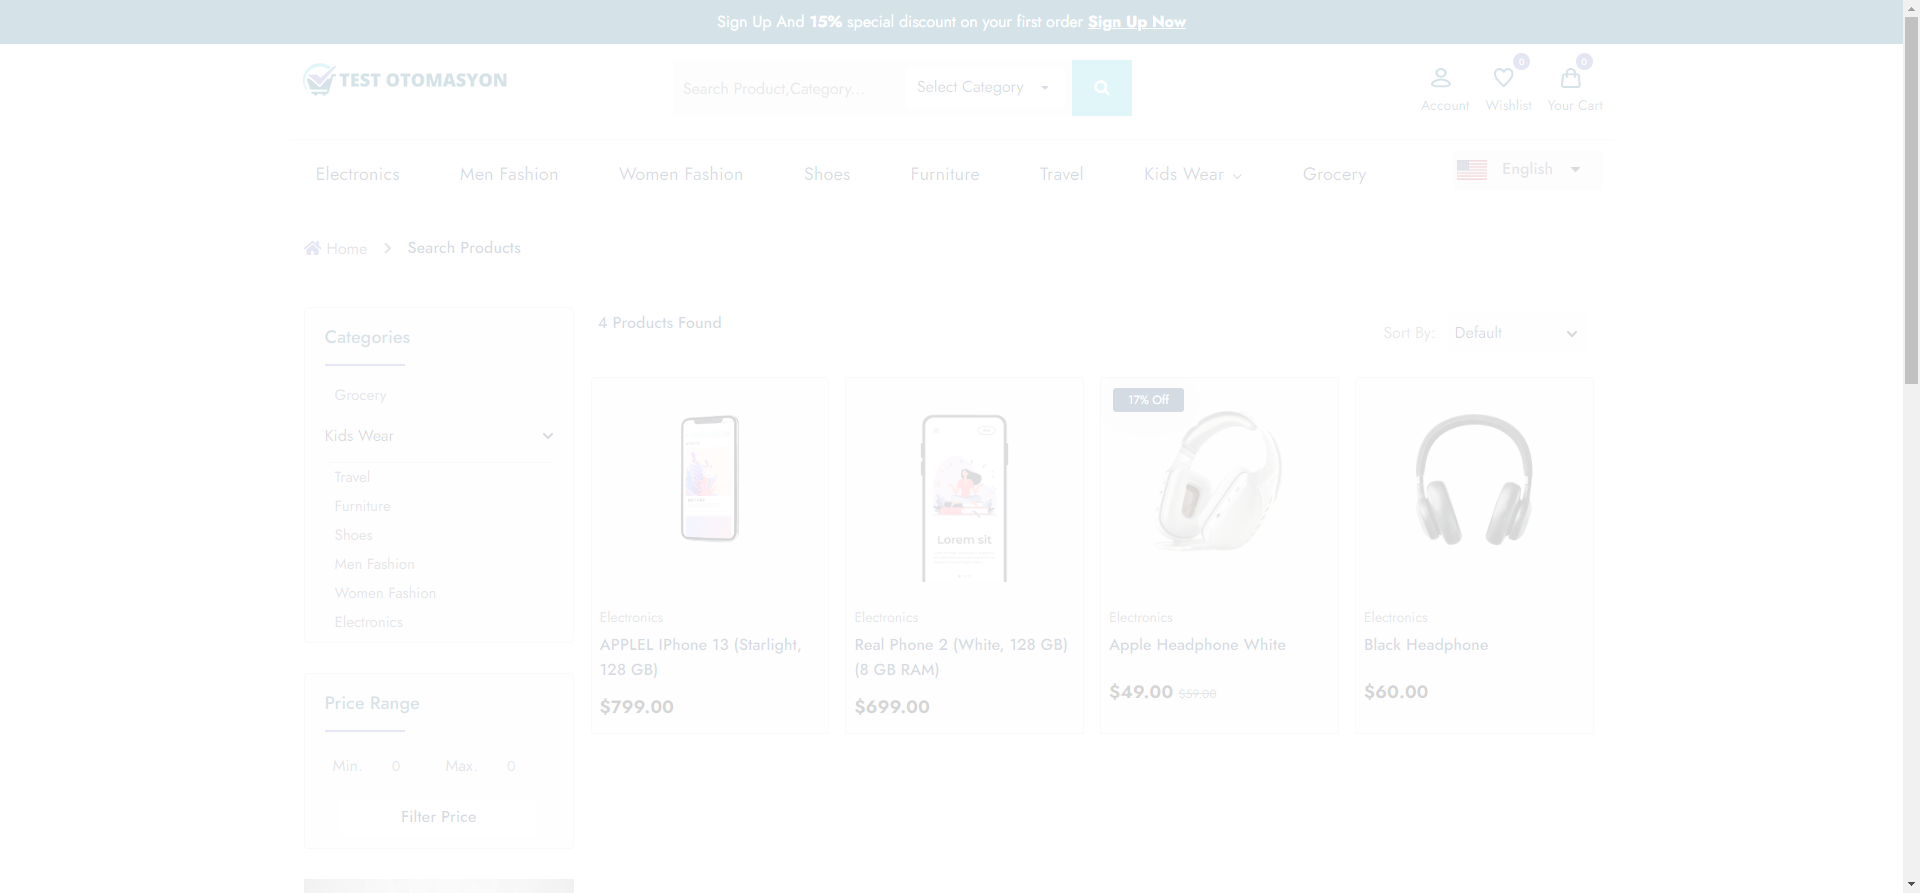 Sign Up And 15% special discount on your first order Sign Up Now
TEST OTOMASYON
Search Product,Category...
Select Category
0
0
Account
Wishlist
Your Cart
Electronics
Men Fashion
Women Fashion
Shoes
Furniture
Travel
Kids Wear
Grocery
English
Home
Search Products
Categories
Grocery
Kids Wear
Travel
Furniture
Shoes
Men Fashion
Women Fashion
Electronics
Price Range
Min.
0
Max.
0
Filter Price
4 Products Found
Sort By:
Default
Electronics
APPLEL IPhone 13 (Starlight,
128 GB)
$799.00
Lorem sit
Electronics
Real Phone 2 (White, 128 GB)
(8 GB RAM)
$699.00
17% Off
Electronics
Apple Headphone White
$49.00 $59.00
Electronics
Black Headphone
$60.00